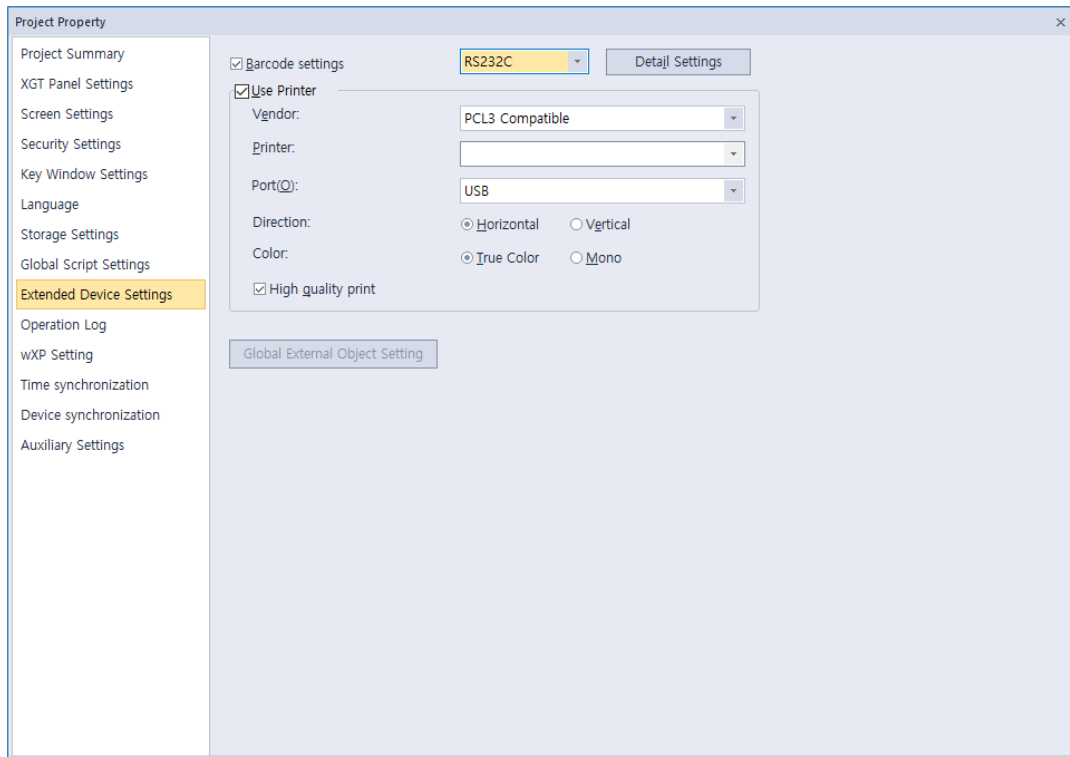 Project Property
Project Summary
XGT Panel Settings
Screen Settings
Security Settings
Key Window Settings
Language
Storage Settings
Global Script Settings
Extended Device Settings
Operation Log
wXP Setting
Time synchronization
Device synchronization
Auxiliary Settings
Barcode settings RS232C Detail Settings
Use Printer
Vendor: PCL3 Compatible
Printer:
Port(O): USB
Direction: Horizontal Vertical
Color: True Color Mono
High quality print
Global External Object Setting